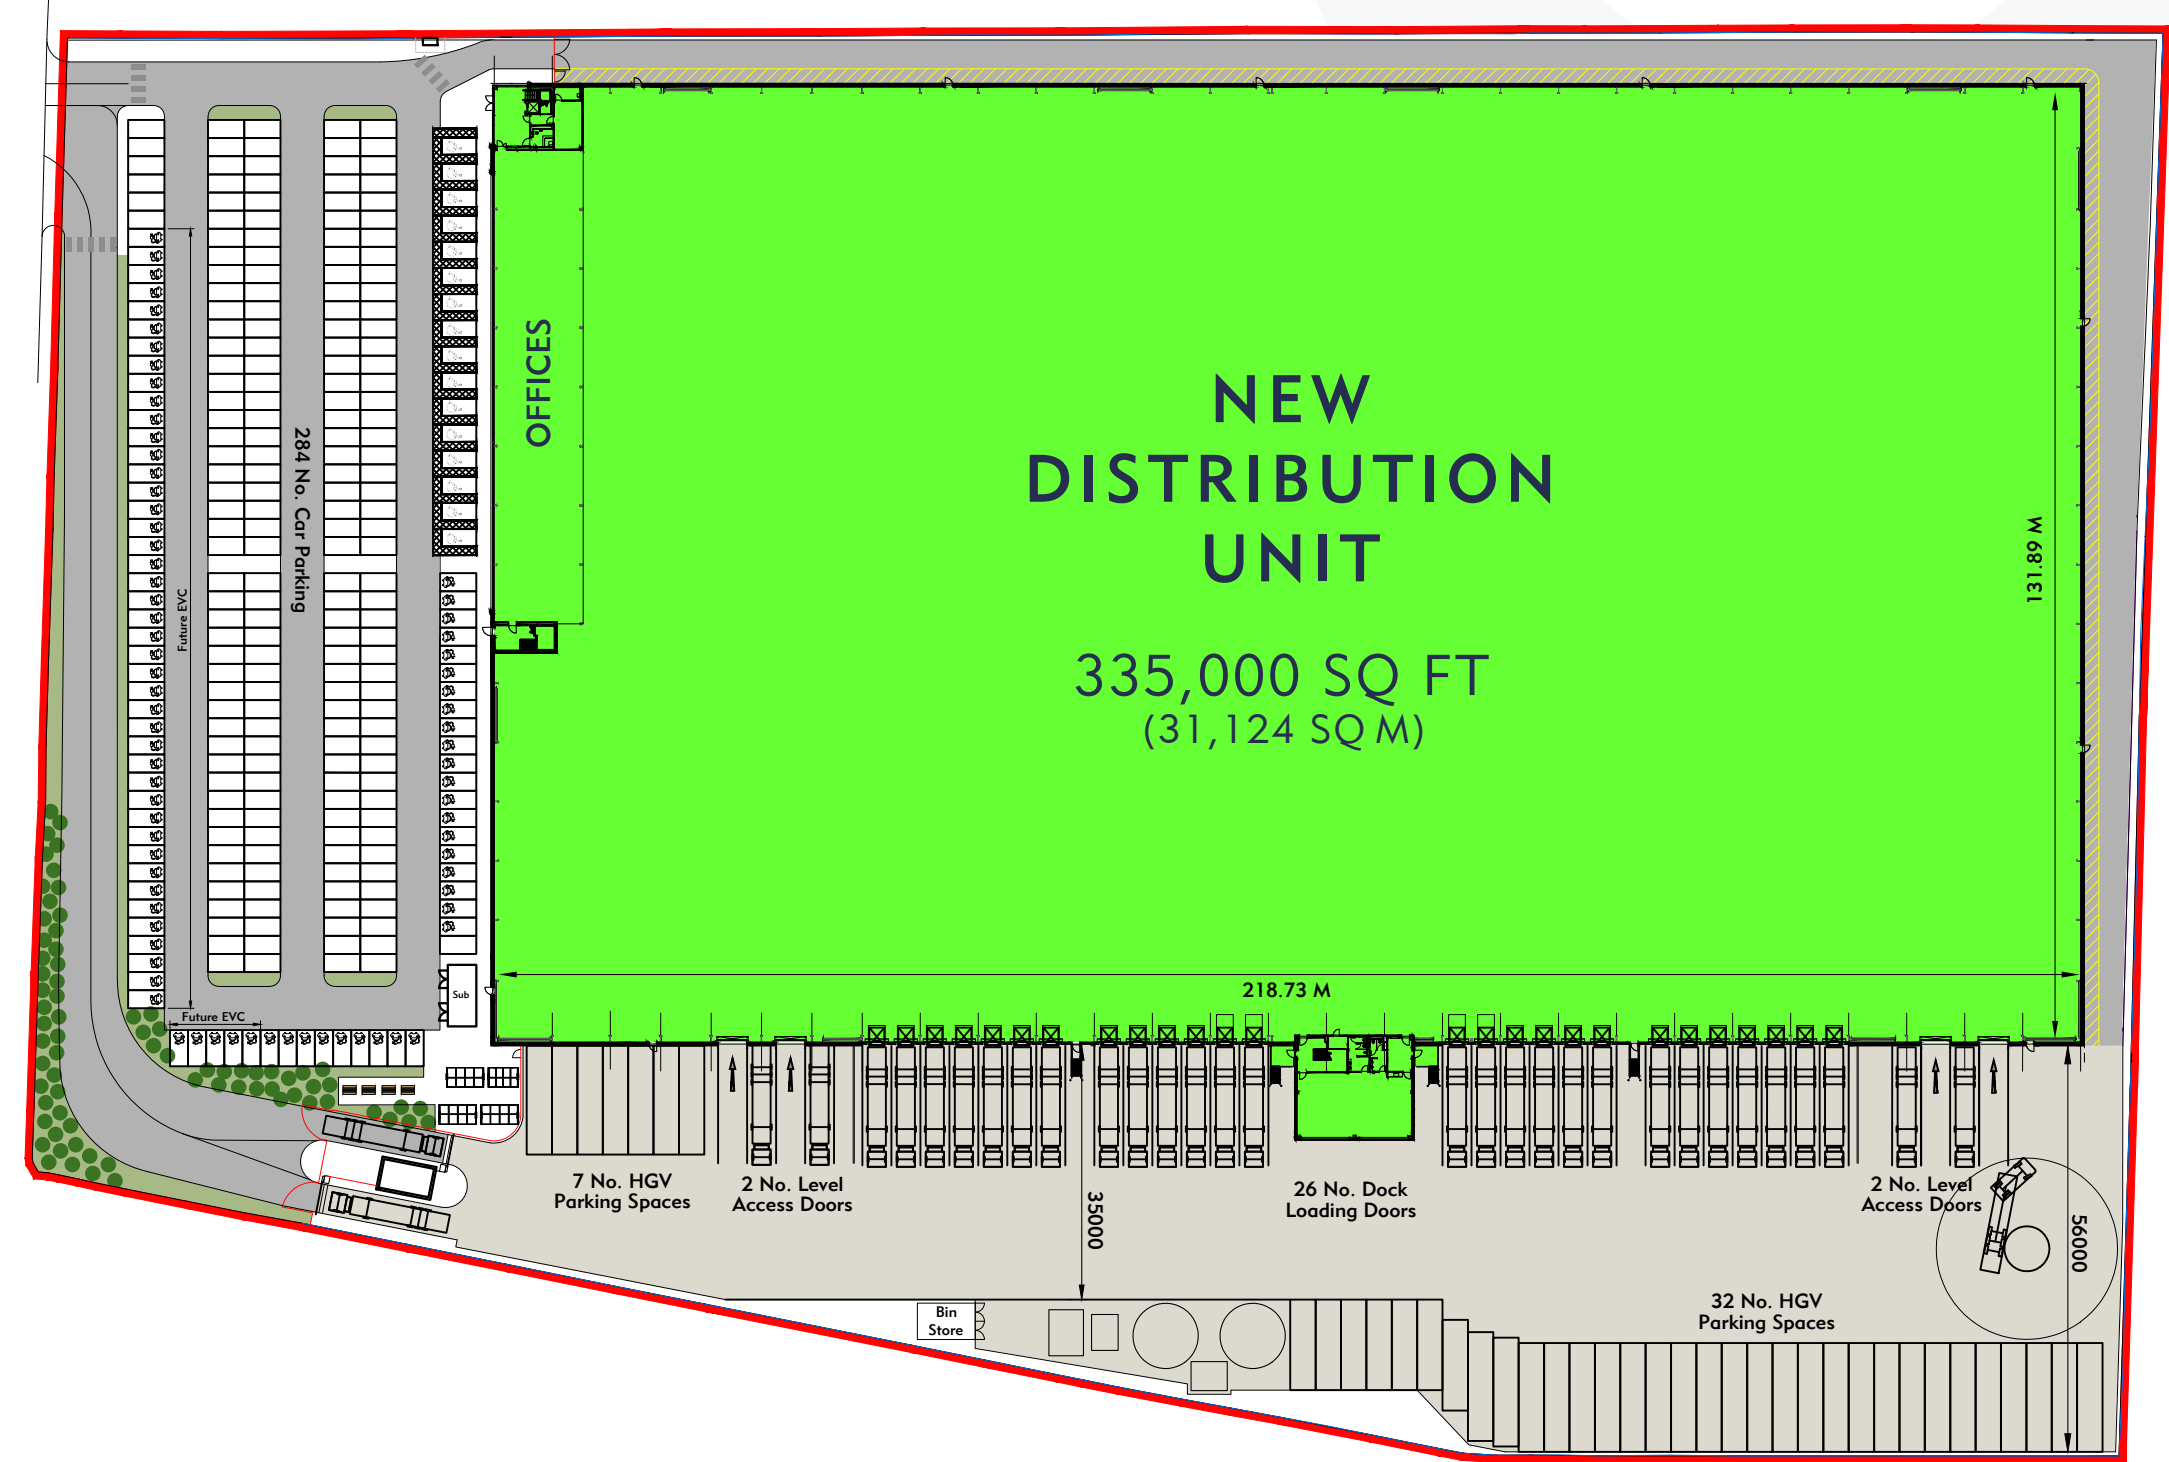 OFFICES
NEW
DISTRIBUTION
UNIT
335,000 SQ FT
(31,124 SQ M)
131.89 M
218.73 M
284 No. Car Parking
Future EVC
Future EVC
Sub
7 No. HGV
Parking Spaces
2 No. Level
Access Doors
35000
26 No. Dock
Loading Doors
2 No. Level
Access Doors
56000
32 No. HGV
Parking Spaces
Bin
Store